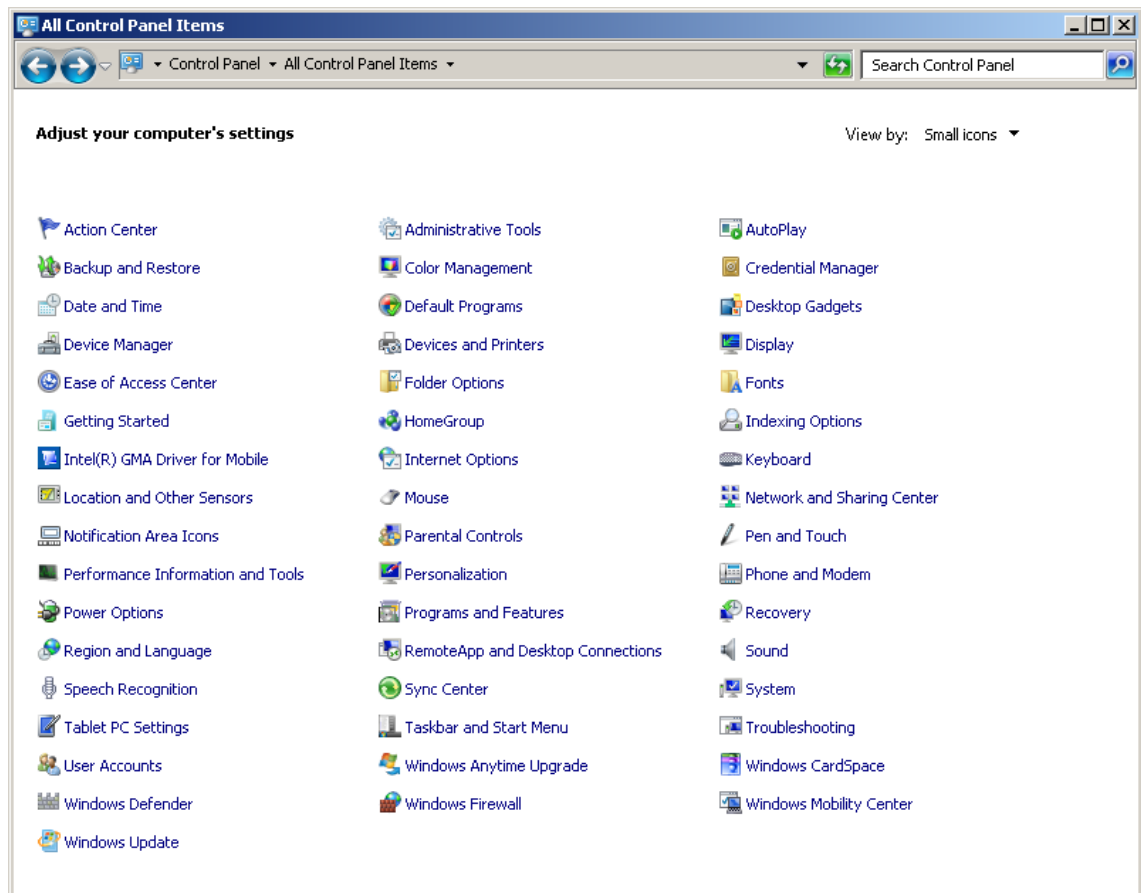 All Control Panel Items
Control Panel All Control Panel Items Search Control Panel
Adjust your computer's settings View by: Small icons
Action Center Administrative Tools AutoPlay
Backup and Restore Color Management Credential Manager
Date and Time Default Programs Desktop Gadgets
Device Manager Devices and Printers Display
Ease of Access Center Folder Options Fonts
Getting Started HomeGroup Indexing Options
Intel(R) GMA Driver for Mobile Internet Options Keyboard
Location and Other Sensors Mouse Network and Sharing Center
Notification Area Icons Parental Controls Pen and Touch
Performance Information and Tools Personalization Phone and Modem
Power Options Programs and Features Recovery
Region and Language RemoteApp and Desktop Connections Sound
Speech Recognition Sync Center System
Tablet PC Settings Taskbar and Start Menu Troubleshooting
User Accounts Windows Anytime Upgrade Windows CardSpace
Windows Defender Windows Firewall Windows Mobility Center
Windows Update